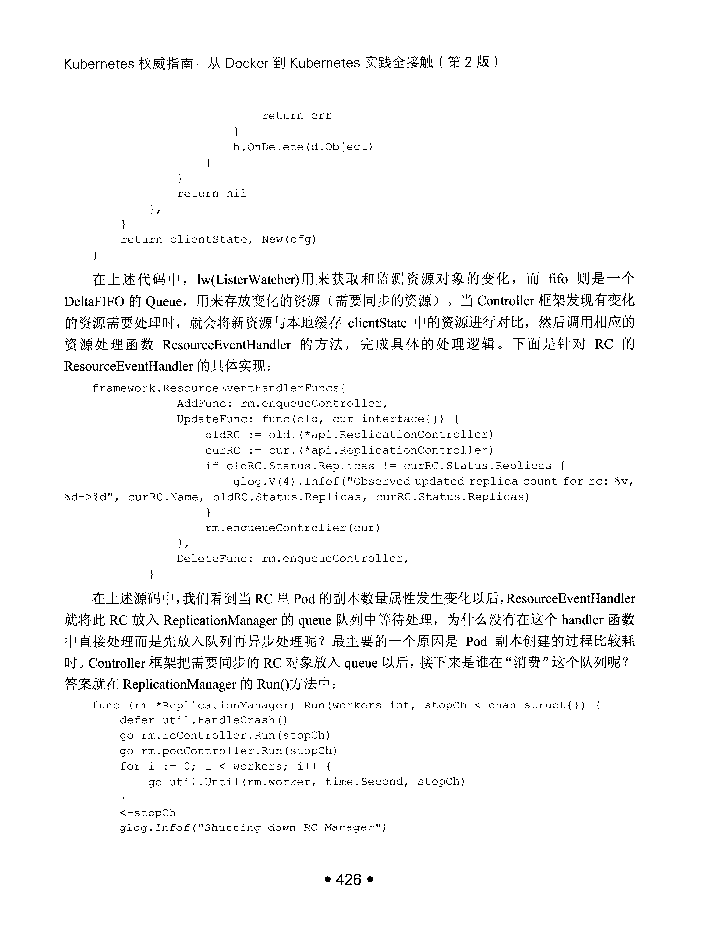 Kubernetes 权威指南：从 Docker 到 Kubernetes 实践全接触（第 2 版）
return err
}
h.OnDelete(d.Object)
}
}
return nil
},
}
return clientState, New(cfg)
}
在上述代码中，lw(ListerWatcher)用来获取和监测资源对象的变化，而 fifo 则是一个
DeltaFIFO 的 Queue，用来存放变化的资源（需要同步的资源）。当 Controller 框架发现有变化
的资源需要处理时，就会将新资源与本地缓存 clientState 中的资源进行对比，然后调用相应的
资源处理函数 ResourceEventHandler 的方法，完成具体的处理逻辑。下面是针对 RC 的
ResourceEventHandler 的具体实现：
framework.ResourceEventHandlerFuncs{
AddFunc: rm.enqueueController,
UpdateFunc: func(old, cur interface{}) {
oldRC := old.(*api.ReplicationController)
curRC := cur.(*api.ReplicationController)
if oldRC.Status.Replicas != curRC.Status.Replicas {
glog.V(4).Infof("Observed updated replica count for rc: %v,
%d->%d", curRC.Name, oldRC.Status.Replicas, curRC.Status.Replicas)
}
rm.enqueueController(cur)
},
DeleteFunc: rm.enqueueController,
}
在上述源码中，我们看到当 RC 里 Pod 的副本数量属性发生变化以后，ResourceEventHandler
就将此 RC 放入 ReplicationManager 的 queue 队列中等待处理，为什么没有在这个 handler 函数
中直接处理而是先放入队列再异步处理呢？最主要的一个原因是 Pod 副本创建的过程比较耗
时。Controller 框架把需要同步的 RC 对象放入 queue 以后，接下来是谁在“消费”这个队列呢？
答案就在 ReplicationManager 的 Run()方法中：
func (rm *ReplicationManager) Run(workers int, stopCh <-chan struct{}) {
defer util.HandleCrash()
go rm.rcController.Run(stopCh)
go rm.podController.Run(stopCh)
for i := 0; i < workers; i++ {
go util.Until(rm.worker, time.Second, stopCh)
}
<-stopCh
glog.Infof("Shutting down RC Manager")
• 426 •